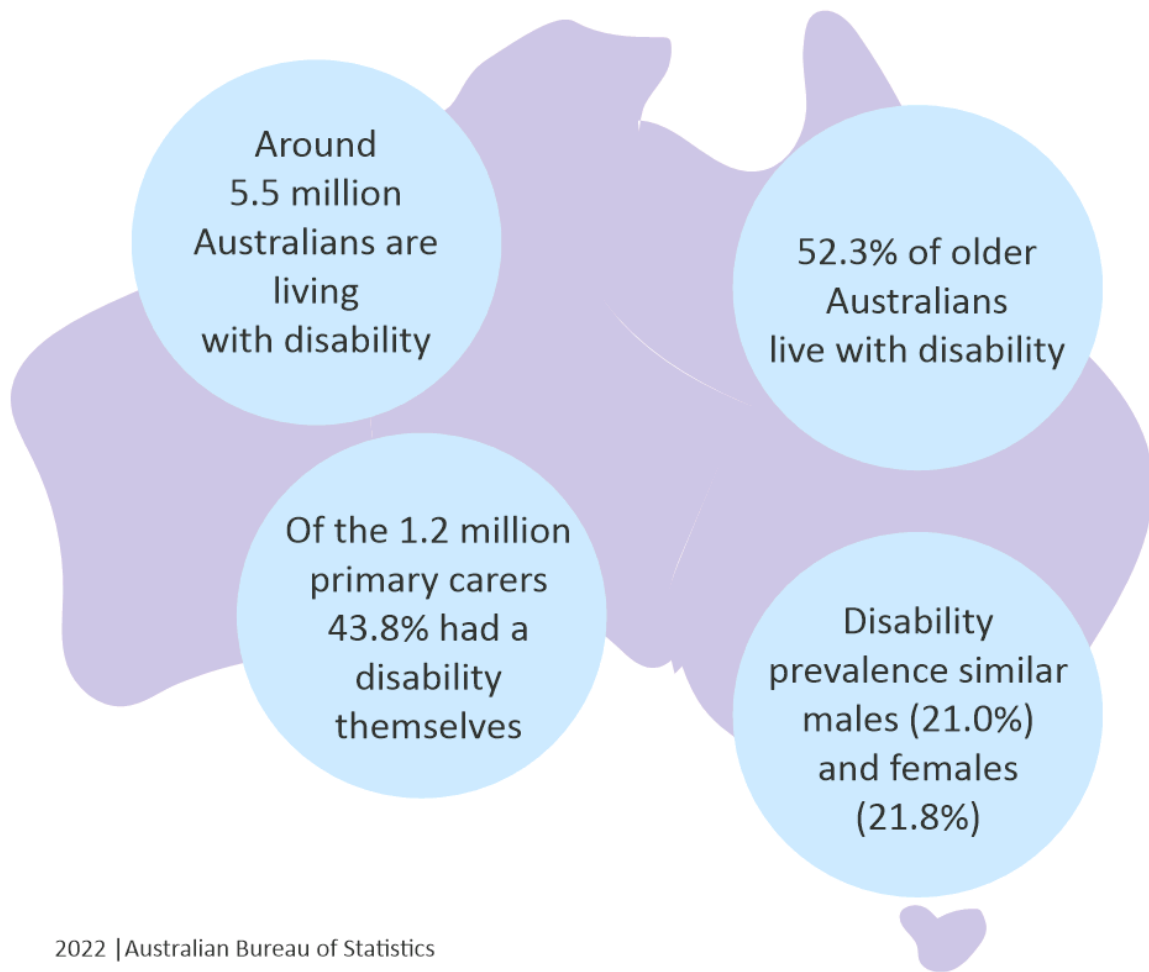 Around
5.5 million
Australians are
living
with disability
52.3% of older
Australians
live with disability
Of the 1.2 million
primary carers
43.8% had a
disability
themselves
Disability
prevalence similar
males (21.0%)
and females
(21.8%)
2022 |Australian Bureau of Statistics